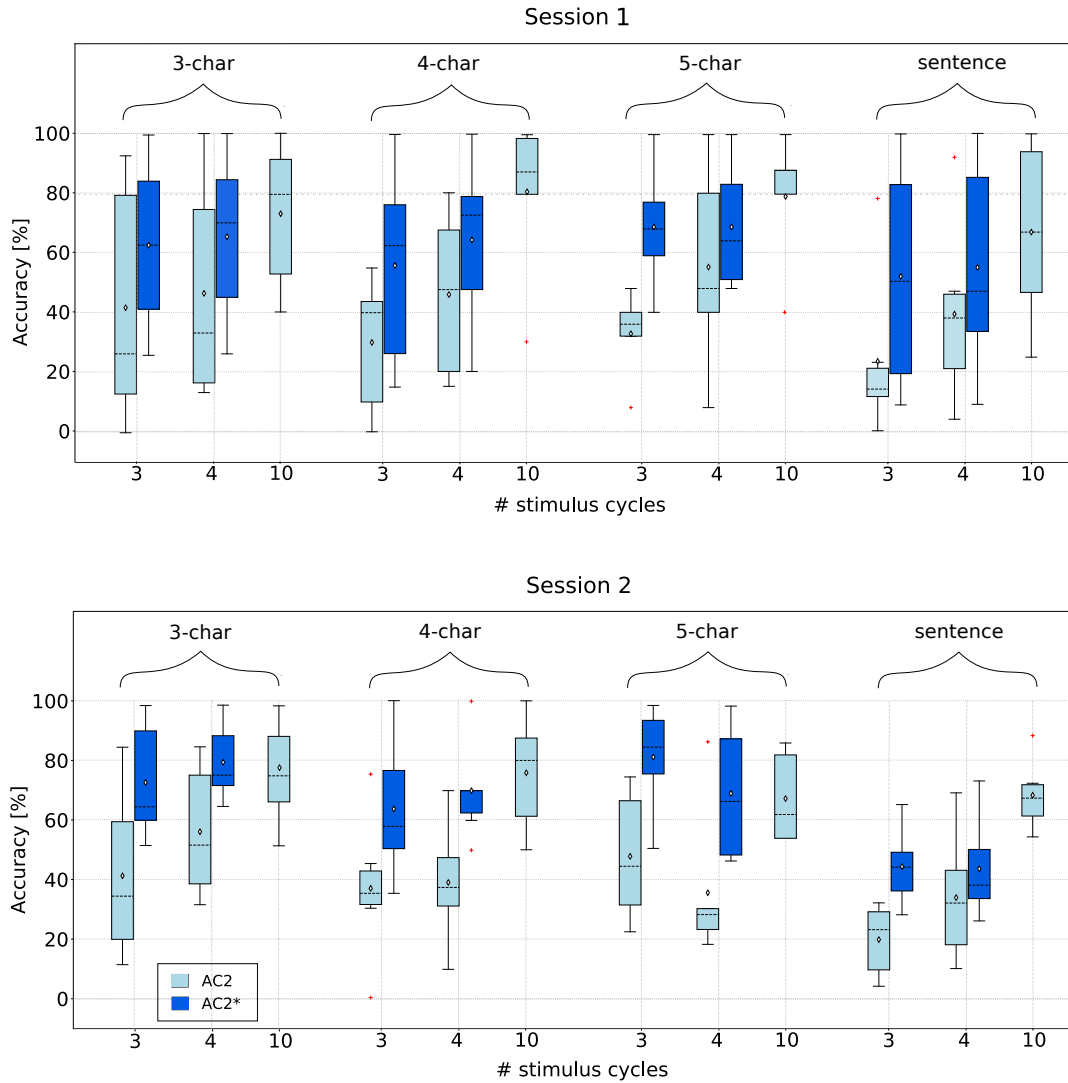 Session 1
3-char 4-char 5-char sentence
100
80
60
40
20
0
Accuracy [%]
3 4 10 3 4 10 3 4 10 3 4 10
# stimulus cycles
Session 2
3-char 4-char 5-char sentence
100
80
60
40
20
0
Accuracy [%]
AC2
AC2*
3 4 10 3 4 10 3 4 10 3 4 10
# stimulus cycles